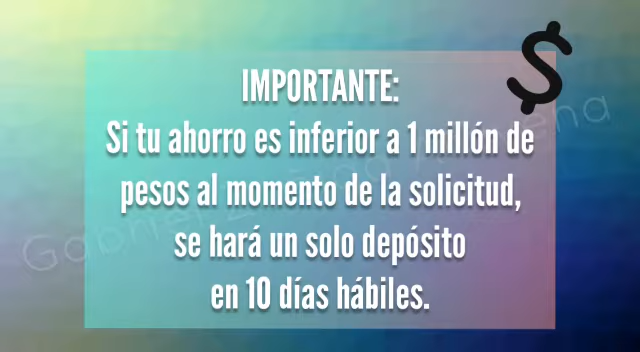 $
IMPORTANTE:
Si tu ahorro es inferior a 1 millón de
pesos al momento de la solicitud,
se hará un solo depósito
en 10 días hábiles.